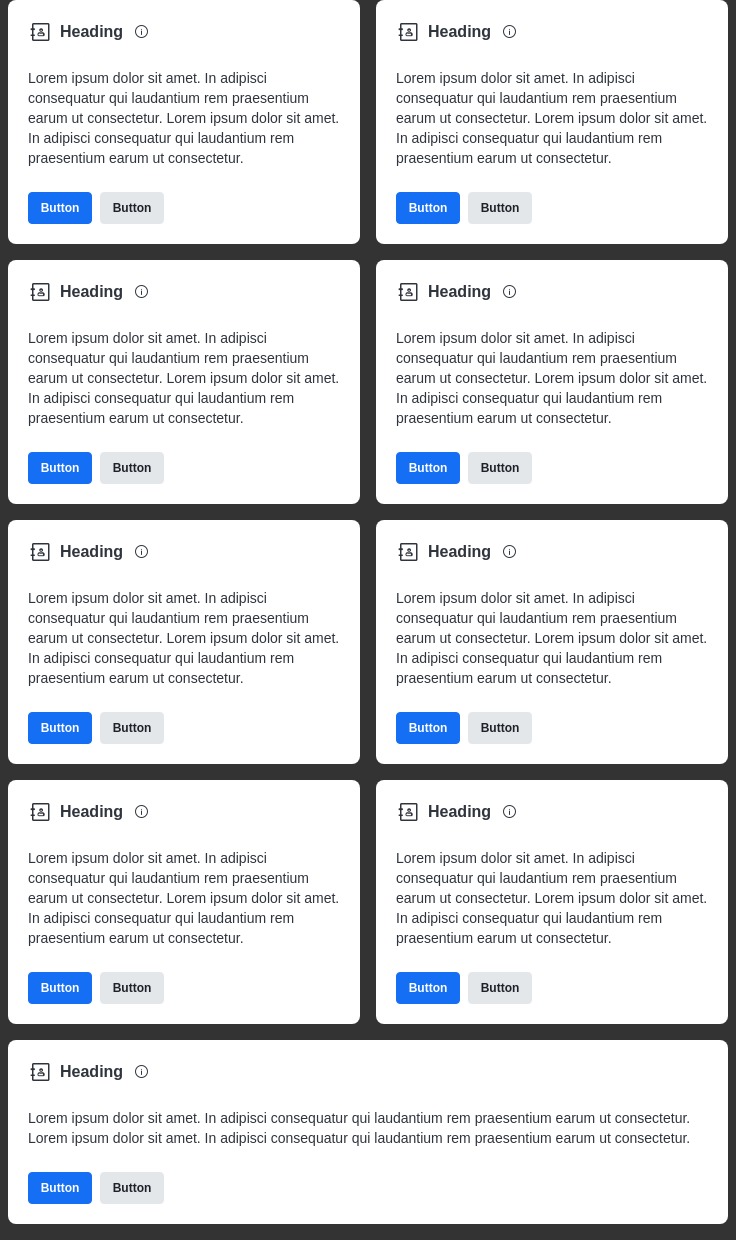 Heading
Lorem ipsum dolor sit amet. In adipisci
consequatur qui laudantium rem praesentium
earum ut consectetur. Lorem ipsum dolor sit amet.
In adipisci consequatur qui laudantium rem
praesentium earum ut consectetur.
Button Button
Heading
Lorem ipsum dolor sit amet. In adipisci
consequatur qui laudantium rem praesentium
earum ut consectetur. Lorem ipsum dolor sit amet.
In adipisci consequatur qui laudantium rem
praesentium earum ut consectetur.
Button Button
Heading
Lorem ipsum dolor sit amet. In adipisci
consequatur qui laudantium rem praesentium
earum ut consectetur. Lorem ipsum dolor sit amet.
In adipisci consequatur qui laudantium rem
praesentium earum ut consectetur.
Button Button
Heading
Lorem ipsum dolor sit amet. In adipisci
consequatur qui laudantium rem praesentium
earum ut consectetur. Lorem ipsum dolor sit amet.
In adipisci consequatur qui laudantium rem
praesentium earum ut consectetur.
Button Button
Heading
Lorem ipsum dolor sit amet. In adipisci
consequatur qui laudantium rem praesentium
earum ut consectetur. Lorem ipsum dolor sit amet.
In adipisci consequatur qui laudantium rem
praesentium earum ut consectetur.
Button Button
Heading
Lorem ipsum dolor sit amet. In adipisci
consequatur qui laudantium rem praesentium
earum ut consectetur. Lorem ipsum dolor sit amet.
In adipisci consequatur qui laudantium rem
praesentium earum ut consectetur.
Button Button
Heading
Lorem ipsum dolor sit amet. In adipisci
consequatur qui laudantium rem praesentium
earum ut consectetur. Lorem ipsum dolor sit amet.
In adipisci consequatur qui laudantium rem
praesentium earum ut consectetur.
Button Button
Heading
Lorem ipsum dolor sit amet. In adipisci
consequatur qui laudantium rem praesentium
earum ut consectetur. Lorem ipsum dolor sit amet.
In adipisci consequatur qui laudantium rem
praesentium earum ut consectetur.
Button Button
Heading
Lorem ipsum dolor sit amet. In adipisci consequatur qui laudantium rem praesentium earum ut consectetur.
Lorem ipsum dolor sit amet. In adipisci consequatur qui laudantium rem praesentium earum ut consectetur.
Button Button